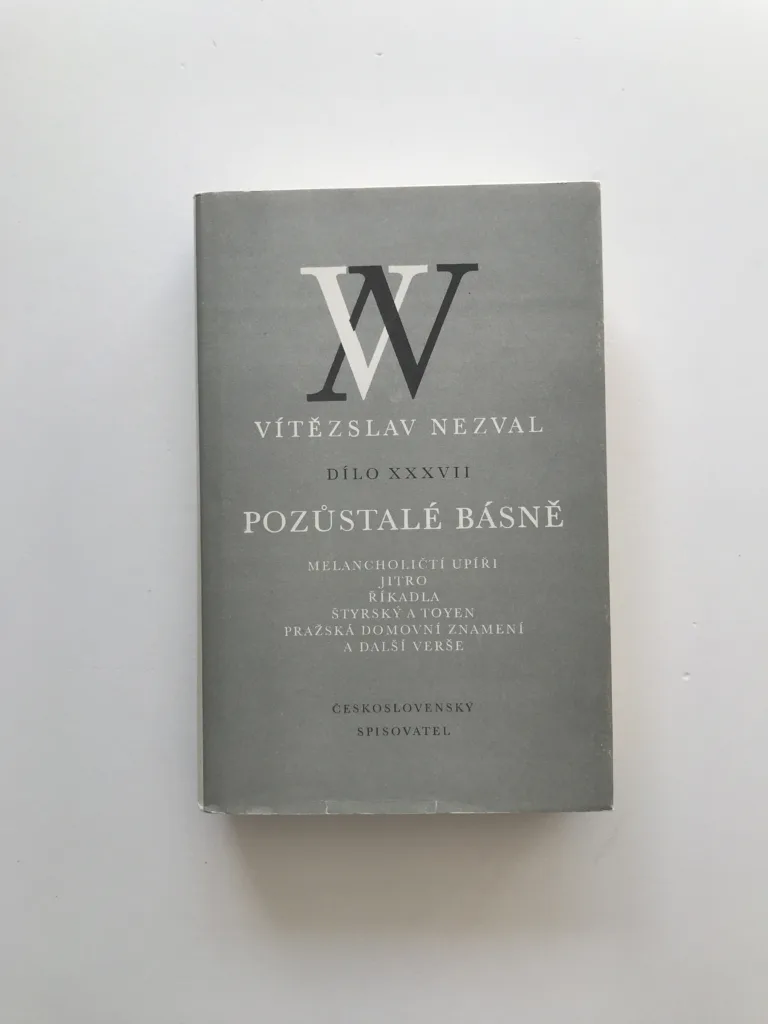 VN
VÍTĚZSLAV NEZVAL
DÍLO XXXVII
POZŮSTALÉ BÁSNĚ
MELANCHOLIČTÍ UPÍŘI
JITRO
ŘÍKADLA
ŠTYRSKÝ A TOYEN
PRAŽSKÁ DOMOVNÍ ZNAMENÍ
A DALŠÍ VERŠE
ČESKOSLOVENSKÝ
SPISOVATEL